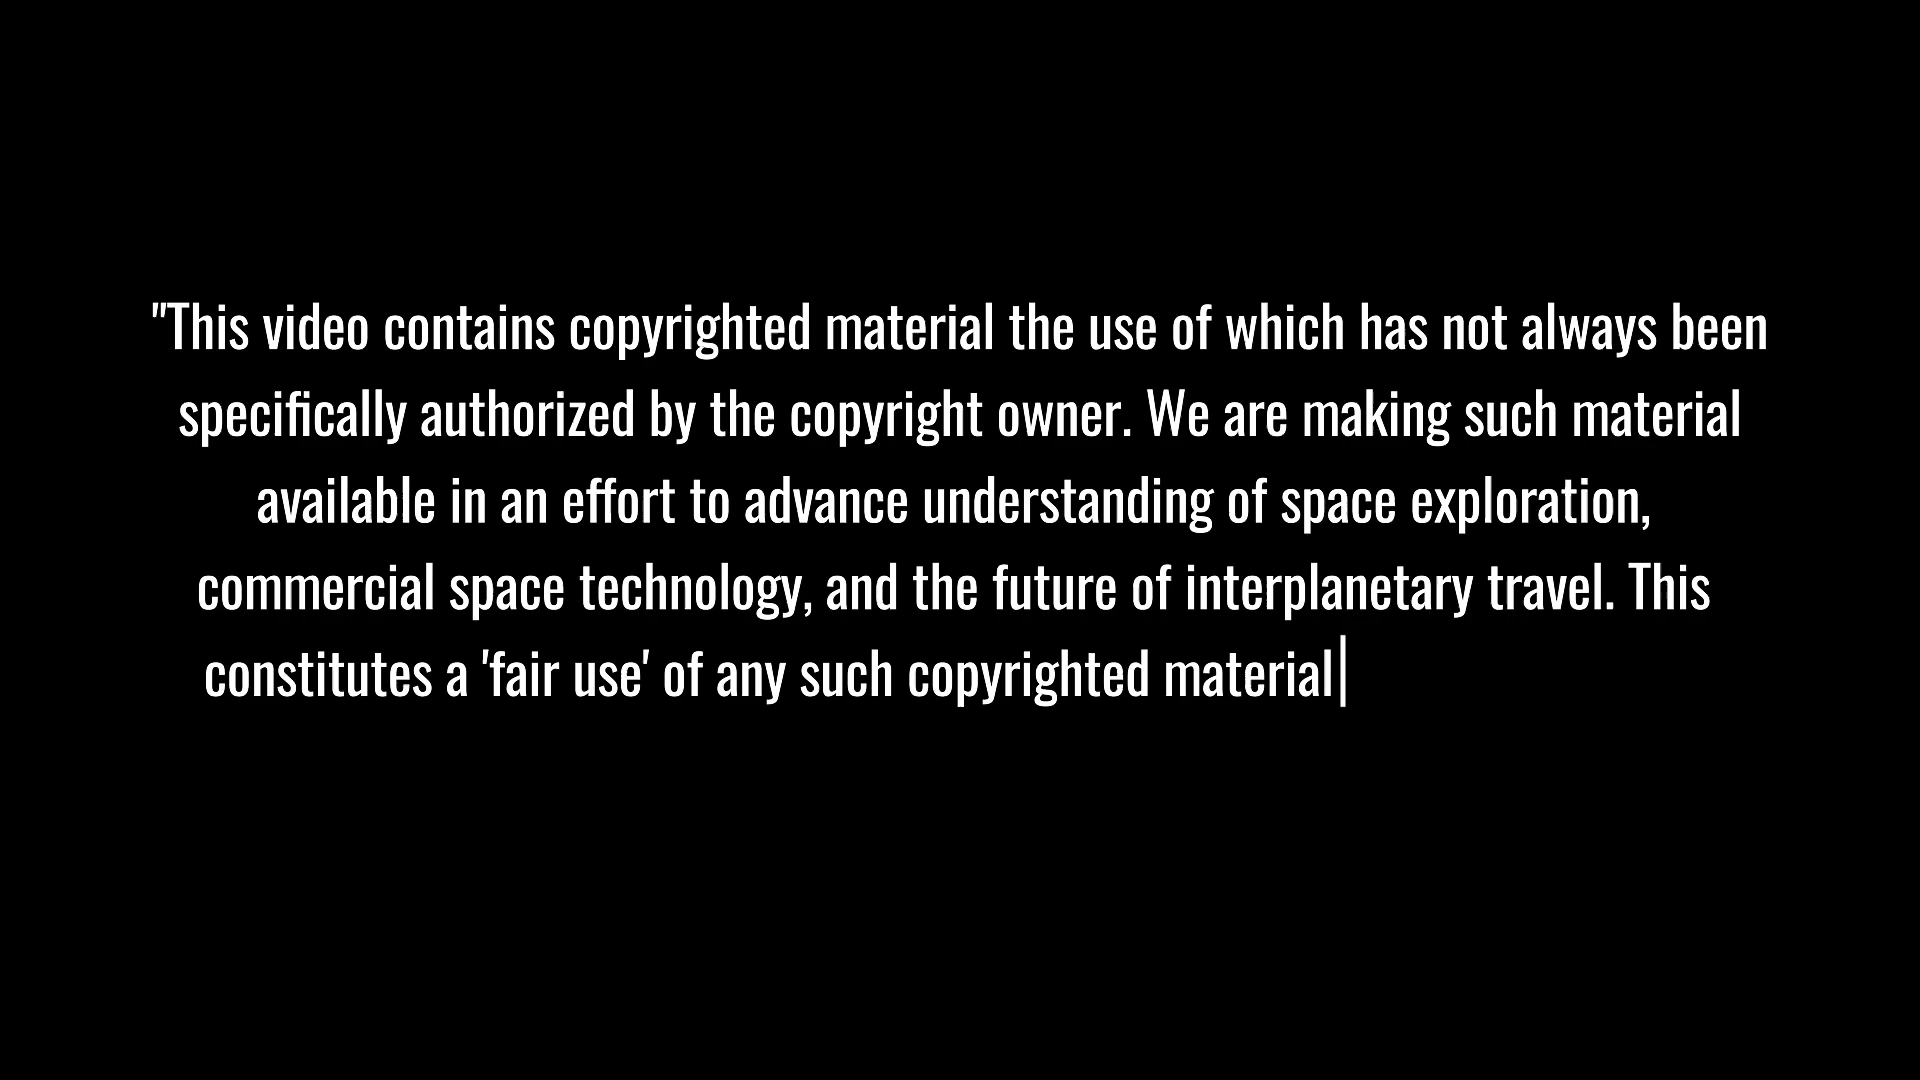 "This video contains copyrighted material the use of which has not always been
specifically authorized by the copyright owner. We are making such material
available in an effort to advance understanding of space exploration,
commercial space technology, and the future of interplanetary travel. This
constitutes a 'fair use' of any such copyrighted material